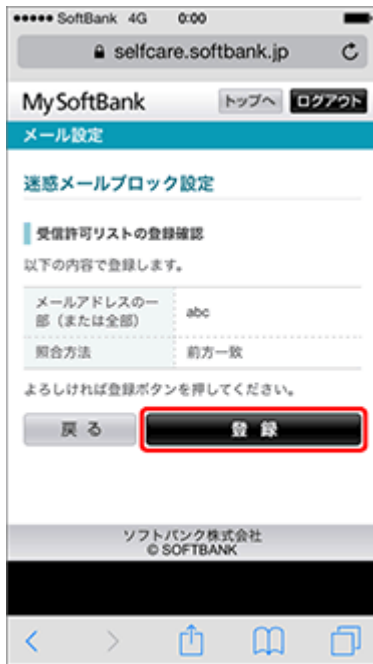 SoftBank 4G 0:00
selfcare.softbank.jp
My SoftBank トップへ ログアウト
メール設定
迷惑メールブロック設定
受信許可リストの登録確認
以下の内容で登録します。
メールアドレスの一
部（または全部） abc
照合方法 前方一致
よろしければ登録ボタンを押してください。
戻る 登録
ソフトバンク株式会社
© SOFTBANK